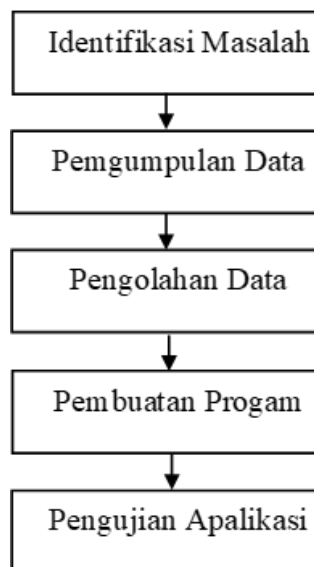 Identifikasi Masalah
Pemgumpulan Data
Pengolahan Data
Pembuatan Progam
Pengujian Apalikasi